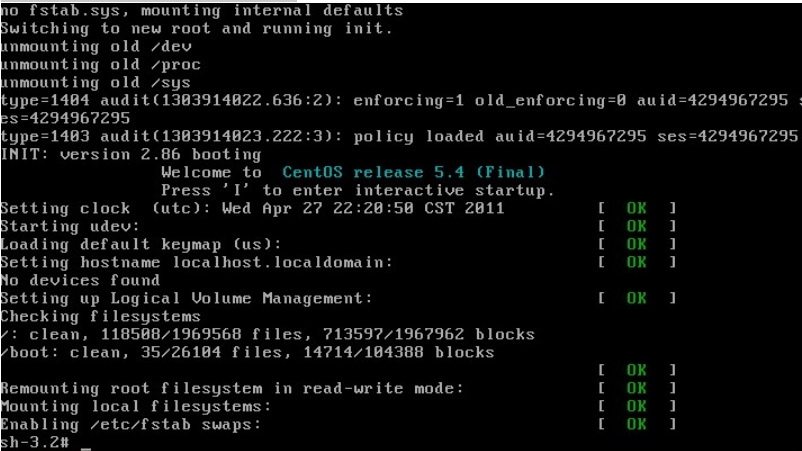 no fstab.sys, mounting internal defaults
Switching to new root and running init.
unmounting old /dev
unmounting old /proc
unmounting old /sys
type=1404 audit(1303914022.636:2): enforcing=1 old_enforcing=0 auid=4294967295 s
es=4294967295
type=1403 audit(1303914023.222:3): policy loaded auid=4294967295 ses=4294967295
INIT: version 2.86 booting
Welcome to CentOS release 5.4 (Final)
Press 'I' to enter interactive startup.
Setting clock (utc): Wed Apr 27 22:20:50 CST 2011 [ OK ]
Starting udev: [ OK ]
Loading default keymap (us): [ OK ]
Setting hostname localhost.localdomain: [ OK ]
No devices found
Setting up Logical Volume Management: [ OK ]
Checking filesystems
/: clean, 118508/1969568 files, 713597/1967962 blocks
/boot: clean, 35/26104 files, 14714/104388 blocks
[ OK ]
Remounting root filesystem in read-write mode: [ OK ]
Mounting local filesystems: [ OK ]
Enabling /etc/fstab swaps: [ OK ]
sh-3.2# _